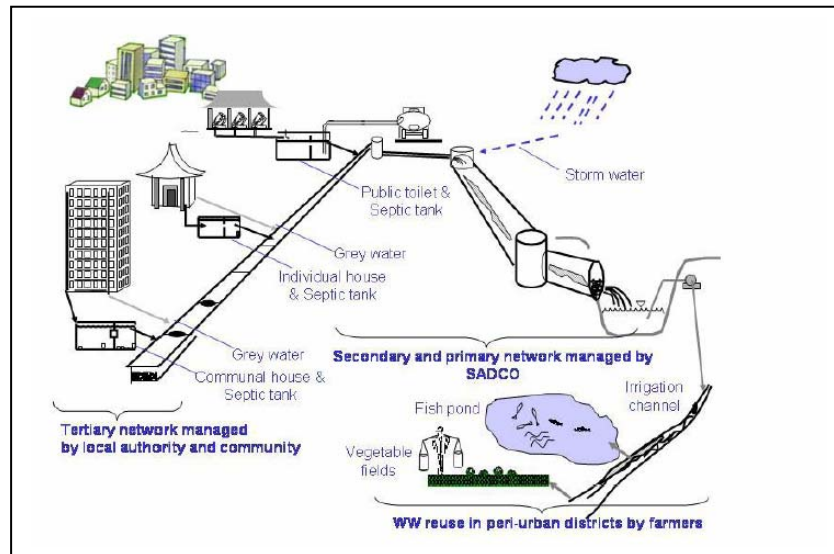 Storm water
Public toilet &
Septic tank
Grey water
Individual house
& Septic tank
Grey water
Communal house &
Septic tank
Secondary and primary network managed by
SADCO
Tertiary network managed
by local authority and community
Irrigation
channel
Fish pond
Vegetable
fields
WW reuse in peri-urban districts by farmers